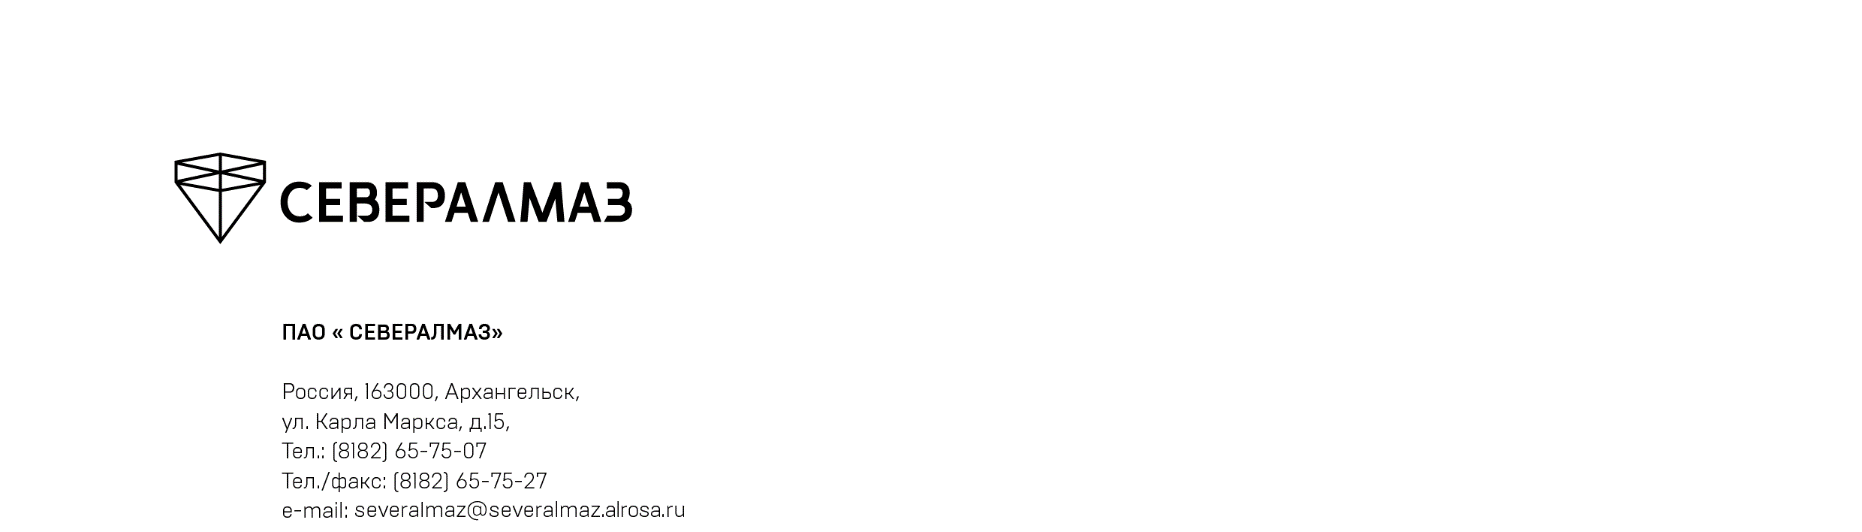 СЕВЕРАЛМАЗ
ПАО « СЕВЕРАЛМАЗ»
Россия, 163000, Архангельск,
ул. Карла Маркса, д.15,
Тел.: (8182) 65-75-07
Тел./факс: (8182) 65-75-27
e-mail: severalmaz@severalmaz.alrosa.ru